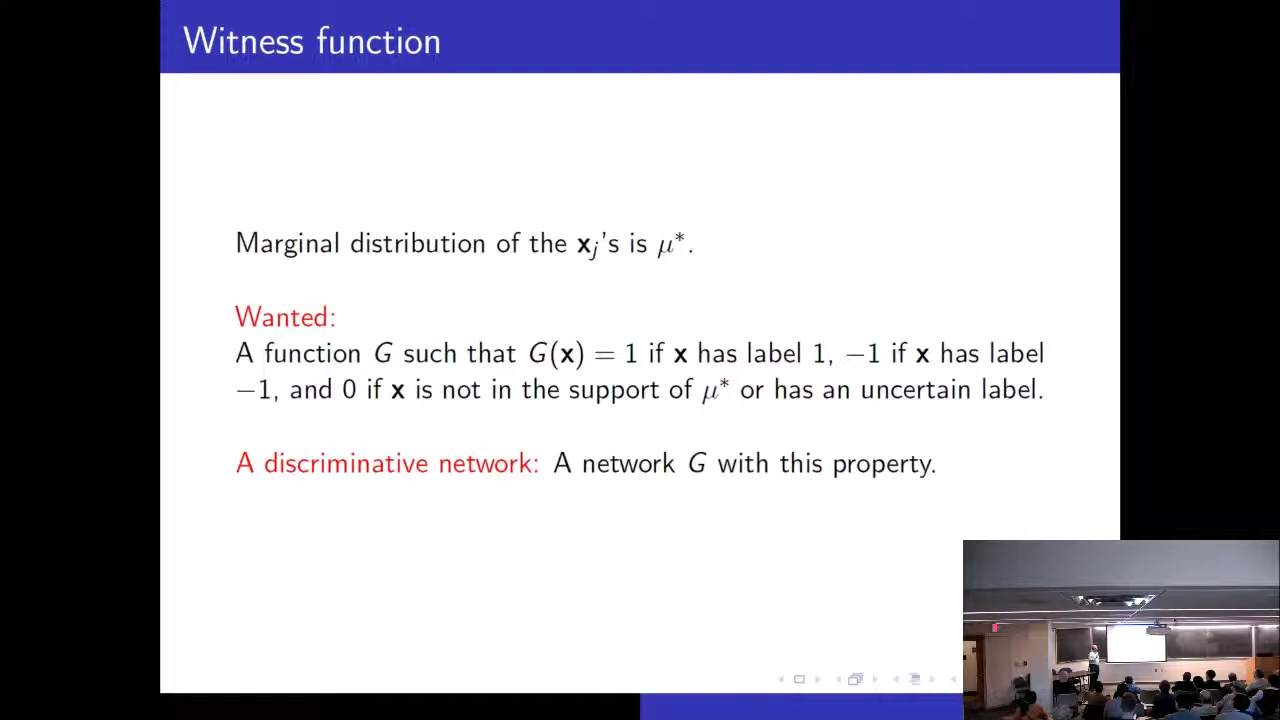 Witness function
Marginal distribution of the xⱼ's is μ*.
Wanted:
A function G such that G(x) = 1 if x has label 1, −1 if x has label
−1, and 0 if x is not in the support of μ* or has an uncertain label.
A discriminative network: A network G with this property.